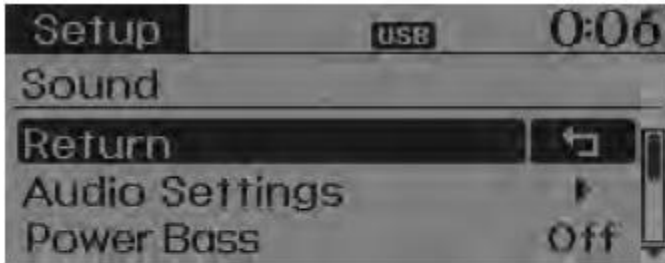 Setup USB 0:06
Sound
Return
Audio Settings
Power Bass Off